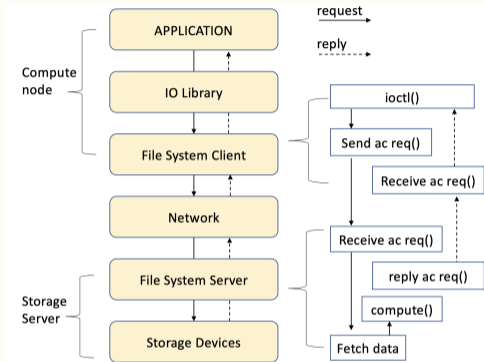 request
reply
Compute
node
APPLICATION
IO Library
File System Client
Network
Storage
Server
File System Server
Storage Devices
ioctl()
Send ac req()
Receive ac req()
Receive ac req()
reply ac req()
compute()
Fetch data